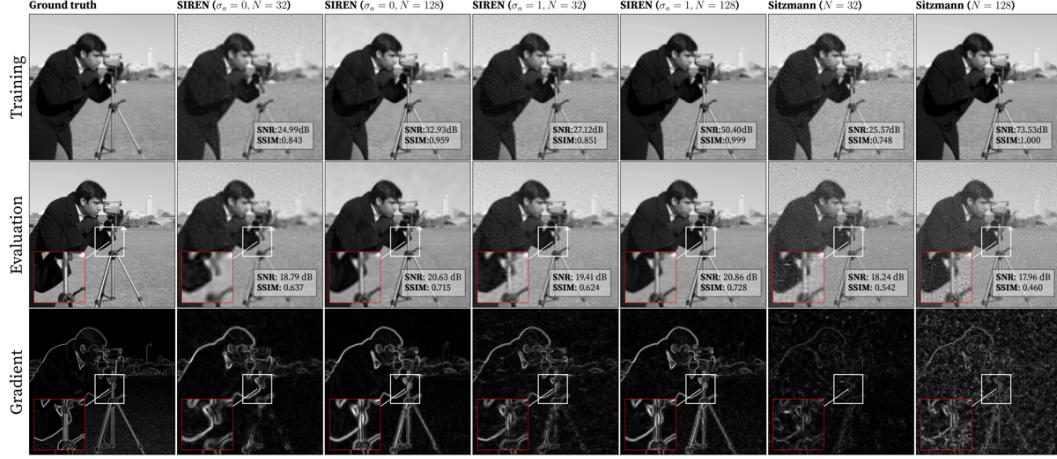 Ground truth
SIREN (σₐ = 0, N = 32)
SIREN (σₐ = 0, N = 128)
SIREN (σₐ = 1, N = 32)
SIREN (σₐ = 1, N = 128)
Sitzmann (N = 32)
Sitzmann (N = 128)
Training
SNR:24.99dB
SSIM:0.843
SNR:32.93dB
SSIM:0.959
SNR:27.12dB
SSIM:0.851
SNR:50.40dB
SSIM:0.999
SNR:25.57dB
SSIM:0.748
SNR:73.53dB
SSIM:1.000
Evaluation
SNR: 18.79 dB
SSIM: 0.637
SNR: 20.63 dB
SSIM: 0.715
SNR: 19.41 dB
SSIM: 0.624
SNR: 20.86 dB
SSIM: 0.728
SNR: 18.24 dB
SSIM: 0.542
SNR: 17.96 dB
SSIM: 0.460
Gradient